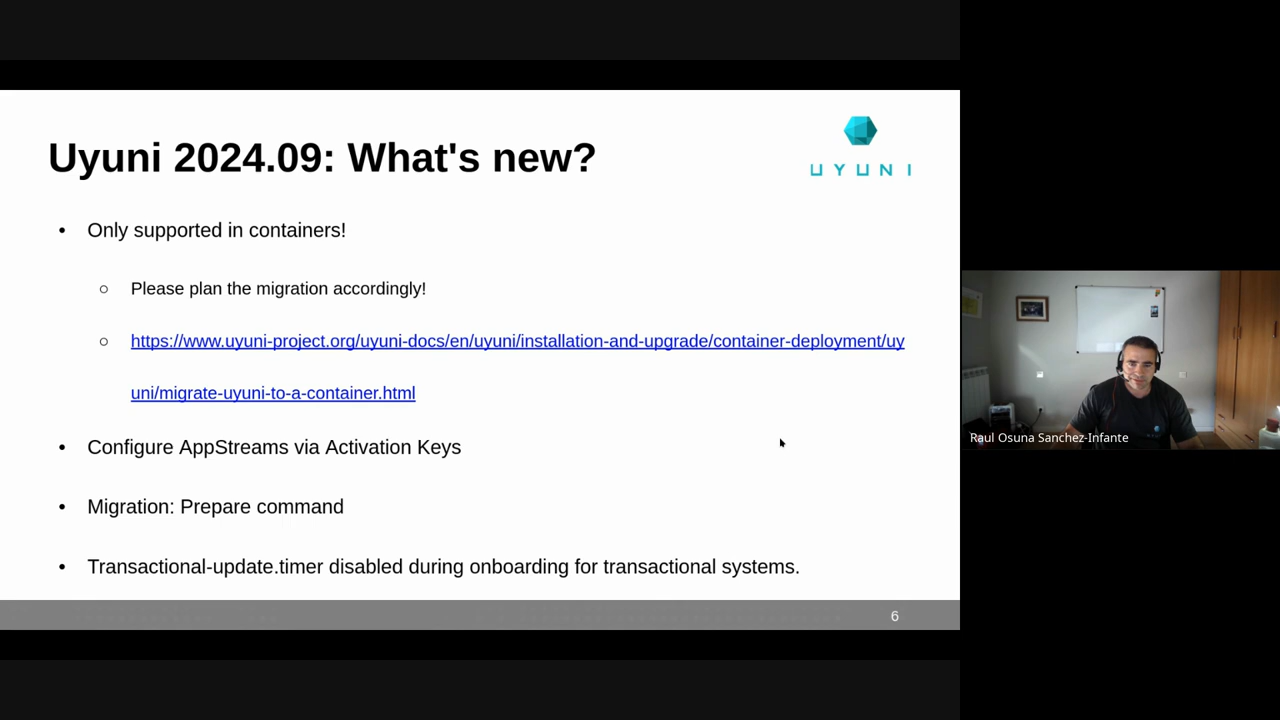 Uyuni 2024.09: What's new?
UYUNI
• Only supported in containers!
○ Please plan the migration accordingly!
○ https://www.uyuni-project.org/uyuni-docs/en/uyuni/installation-and-upgrade/container-deployment/uy
uni/migrate-uyuni-to-a-container.html
• Configure AppStreams via Activation Keys
• Migration: Prepare command
• Transactional-update.timer disabled during onboarding for transactional systems.
6
Raul Osuna Sanchez-Infante